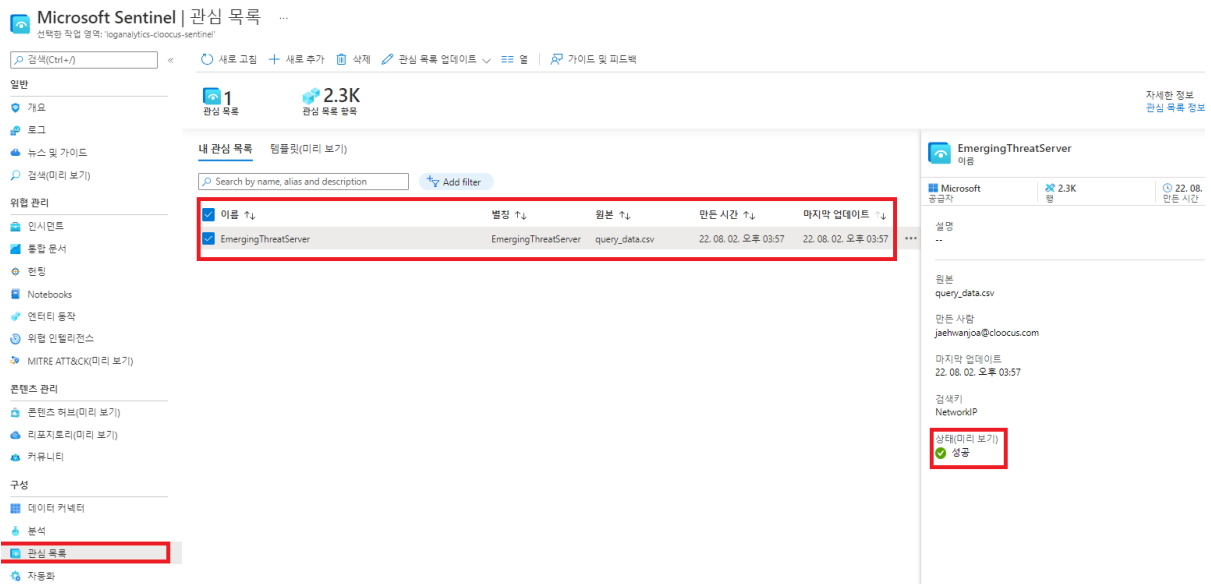 Microsoft Sentinel | 관심 목록 ...
선택한 작업 영역: 'loganalytics-cloocus-sentinel'
검색(Ctrl+/)
«
새로 고침
새로 추가
삭제
관심 목록 업데이트
열
가이드 및 피드백
일반
개요
로그
뉴스 및 가이드
검색(미리 보기)
위협 관리
인시던트
통합 문서
헌팅
Notebooks
엔터티 동작
위협 인텔리전스
MITRE ATT&CK(미리 보기)
콘텐츠 관리
콘텐츠 허브(미리 보기)
리포지토리(미리 보기)
커뮤니티
구성
데이터 커넥터
분석
관심 목록
자동화
1
관심 목록
2.3K
관심 목록 항목
자세한 정보
관심 목록 정보
내 관심 목록 템플릿(미리 보기)
Search by name, alias and description
Add filter
이름 ↑↓ 별칭 ↑↓ 원본 ↑↓ 만든 시간 ↑↓ 마지막 업데이트 ↑↓
EmergingThreatServer EmergingThreatServer query_data.csv 22. 08. 02. 오후 03:57 22. 08. 02. 오후 03:57 ...
EmergingThreatServer
이름
Microsoft
공급자
2.3K
행
22. 08.
만든 시간
설명
--
원본
query_data.csv
만든 사람
jaehwanjoa@cloocus.com
마지막 업데이트
22. 08. 02. 오후 03:57
검색키
NetworkIP
상태(미리 보기)
성공